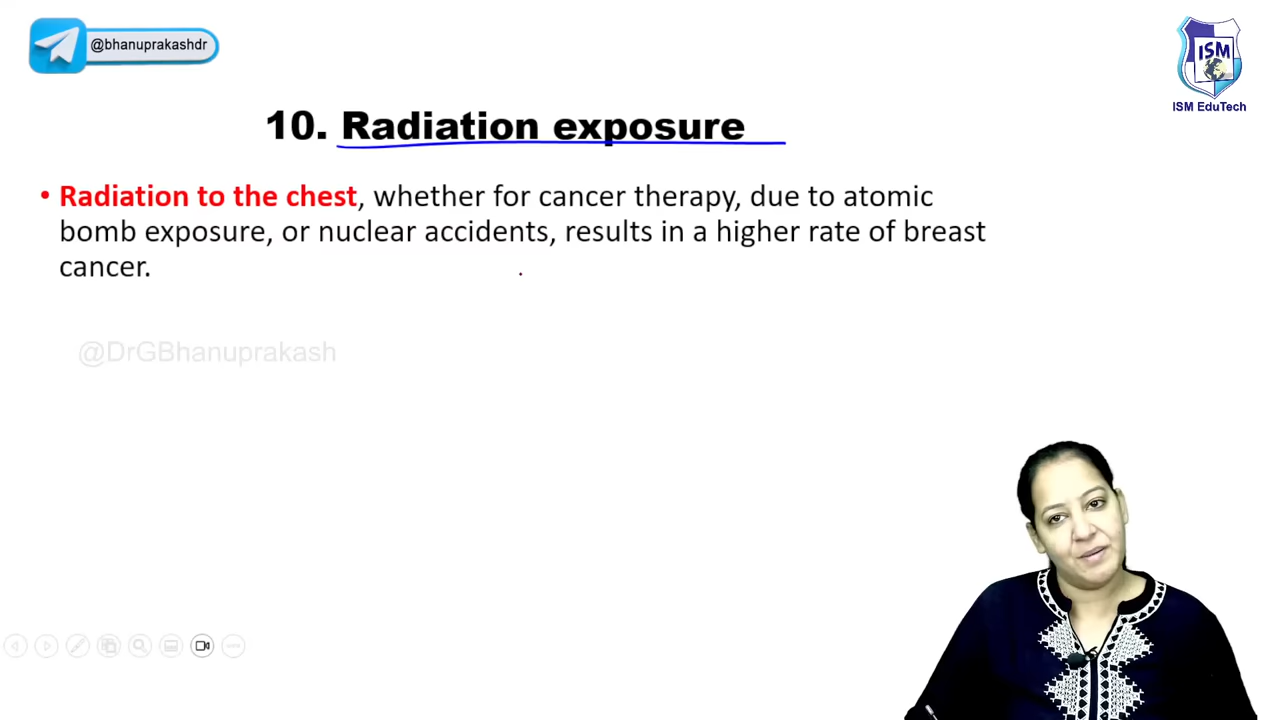 @bhanuprakashdr
ISM
ISM EduTech
10. Radiation exposure
• Radiation to the chest, whether for cancer therapy, due to atomic
bomb exposure, or nuclear accidents, results in a higher rate of breast
cancer.
@DrGBhanuprakash